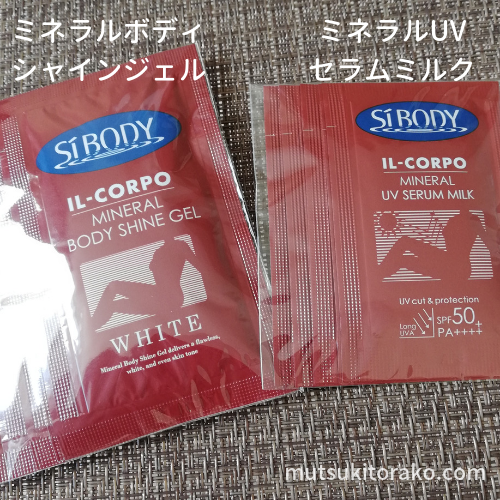 ミネラルボディ
シャインジェル
ミネラルUV
セラムミルク
SíBODY
IL-CORPO
MINERAL
BODY SHINE GEL
WHITE
Mineral Body Shine Gel delivers a flawless,
white, and even skin tone
SíBODY
IL-CORPO
MINERAL
UV SERUM MILK
UV cut & protection
Long
UVA
SPF50+
PA++++
mutsukitorako.com